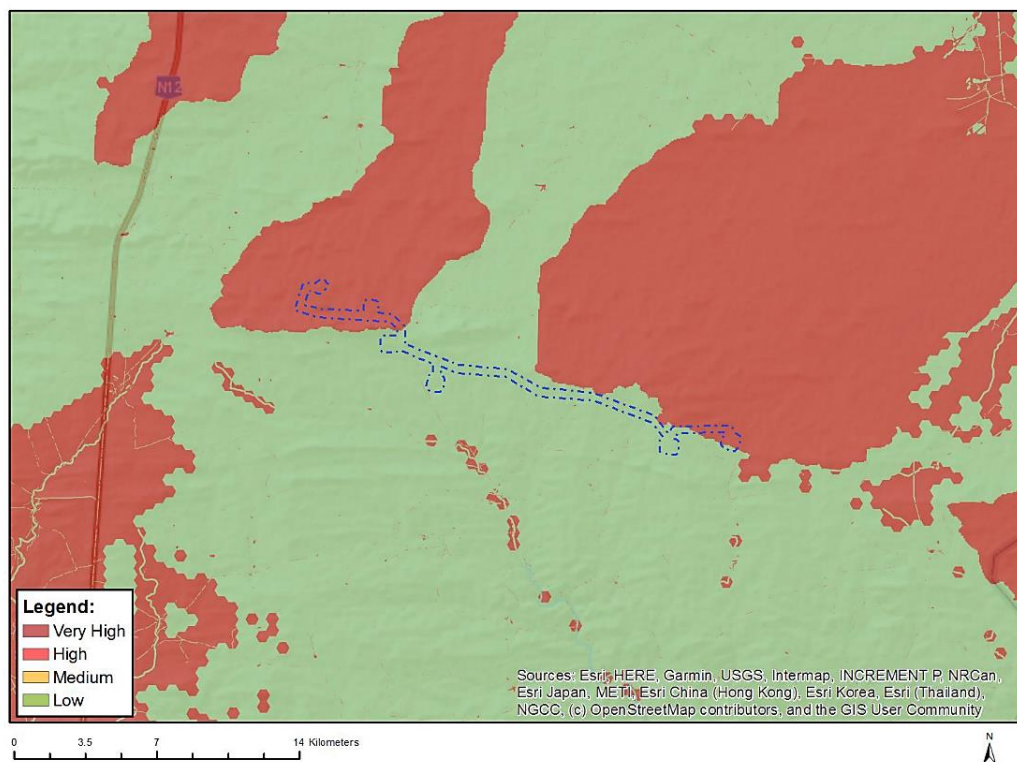 N12
Legend:
Very High
High
Medium
Low
Sources: Esri, HERE, Garmin, USGS, Intermap, INCREMENT P, NRCan,
Esri Japan, METI, Esri China (Hong Kong), Esri Korea, Esri (Thailand),
NGCC, (c) OpenStreetMap contributors, and the GIS User Community
0 3.5 7 14 Kilometers
N